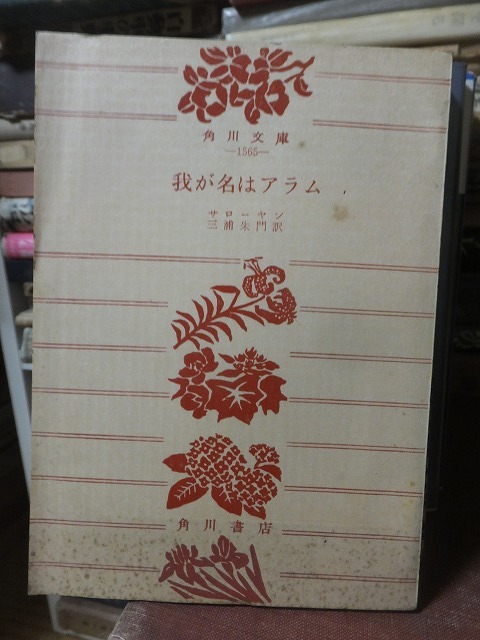 角川文庫
—1565—
我が名はアラム
サローヤン
三浦朱門訳
角川書店